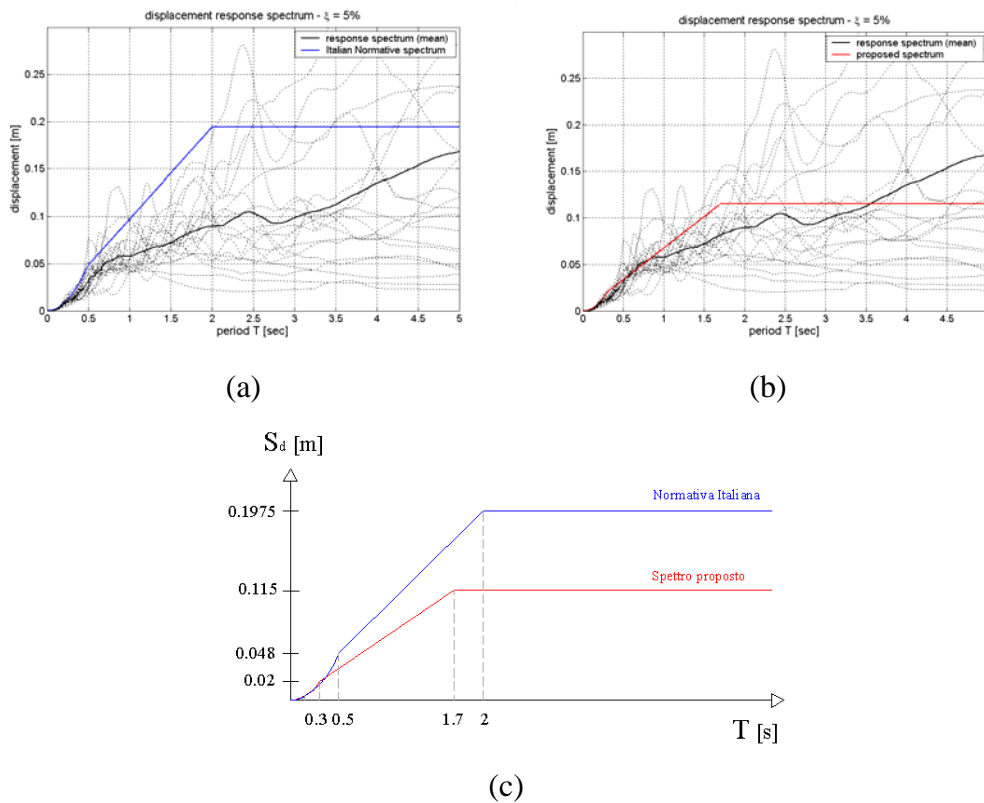 displacement response spectrum - ξ = 5%
response spectrum (mean)
Italian Normative spectrum
displacement [m]
0.25
0.2
0.15
0.1
0.05
0
0 0.5 1 1.5 2 2.5 3 3.5 4 4.5 5
period T [sec]
(a)
displacement response spectrum - ξ = 5%
response spectrum (mean)
proposed spectrum
displacement [m]
0.25
0.2
0.15
0.1
0.05
0
0 0.5 1 1.5 2 2.5 3 3.5 4 4.5
period T [sec]
(b)
Sd [m]
Normativa Italiana
0.1975
Spettro proposto
0.115
0.048
0.02
0.3 0.5 1.7 2
T [s]
(c)